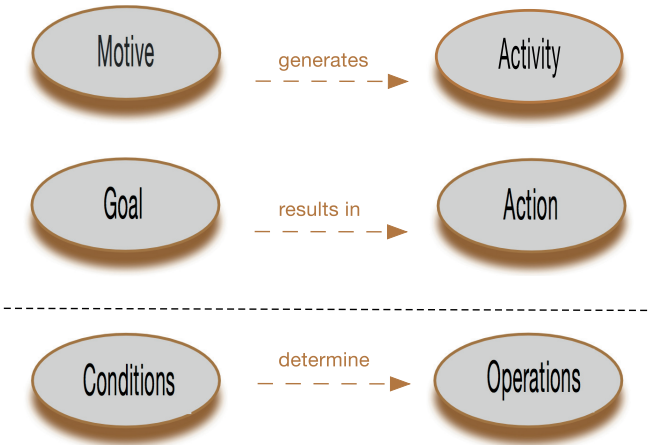 Motive
generates
Activity
Goal
results in
Action
Conditions
determine
Operations